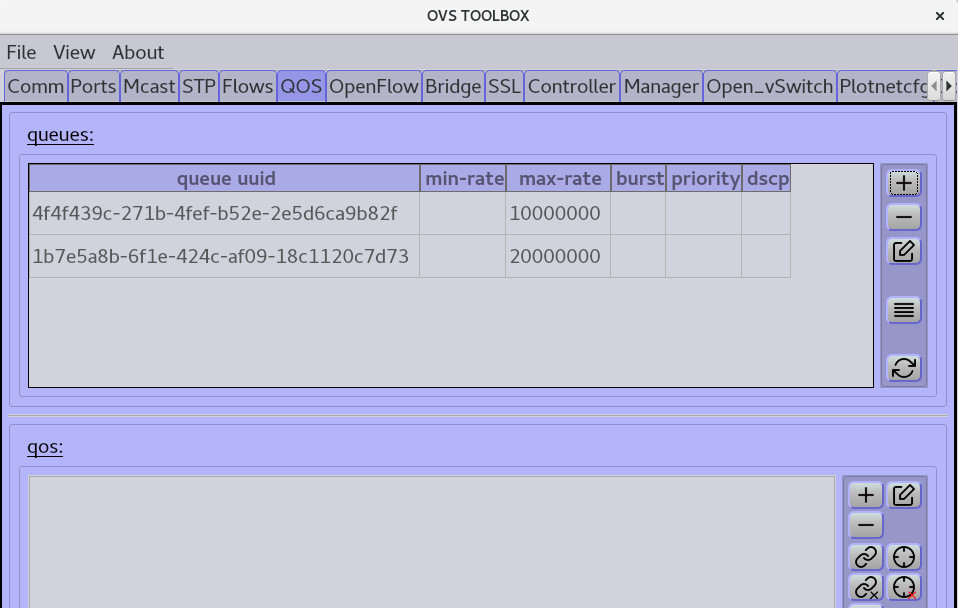 OVS TOOLBOX
File View About
Comm Ports Mcast STP Flows QOS OpenFlow Bridge SSL Controller Manager Open_vSwitch Plotnetcfg
queues:
queue uuid min-rate max-rate burst priority dscp
4f4f439c-271b-4fef-b52e-2e5d6ca9b82f 10000000
1b7e5a8b-6f1e-424c-af09-18c1120c7d73 20000000
qos: